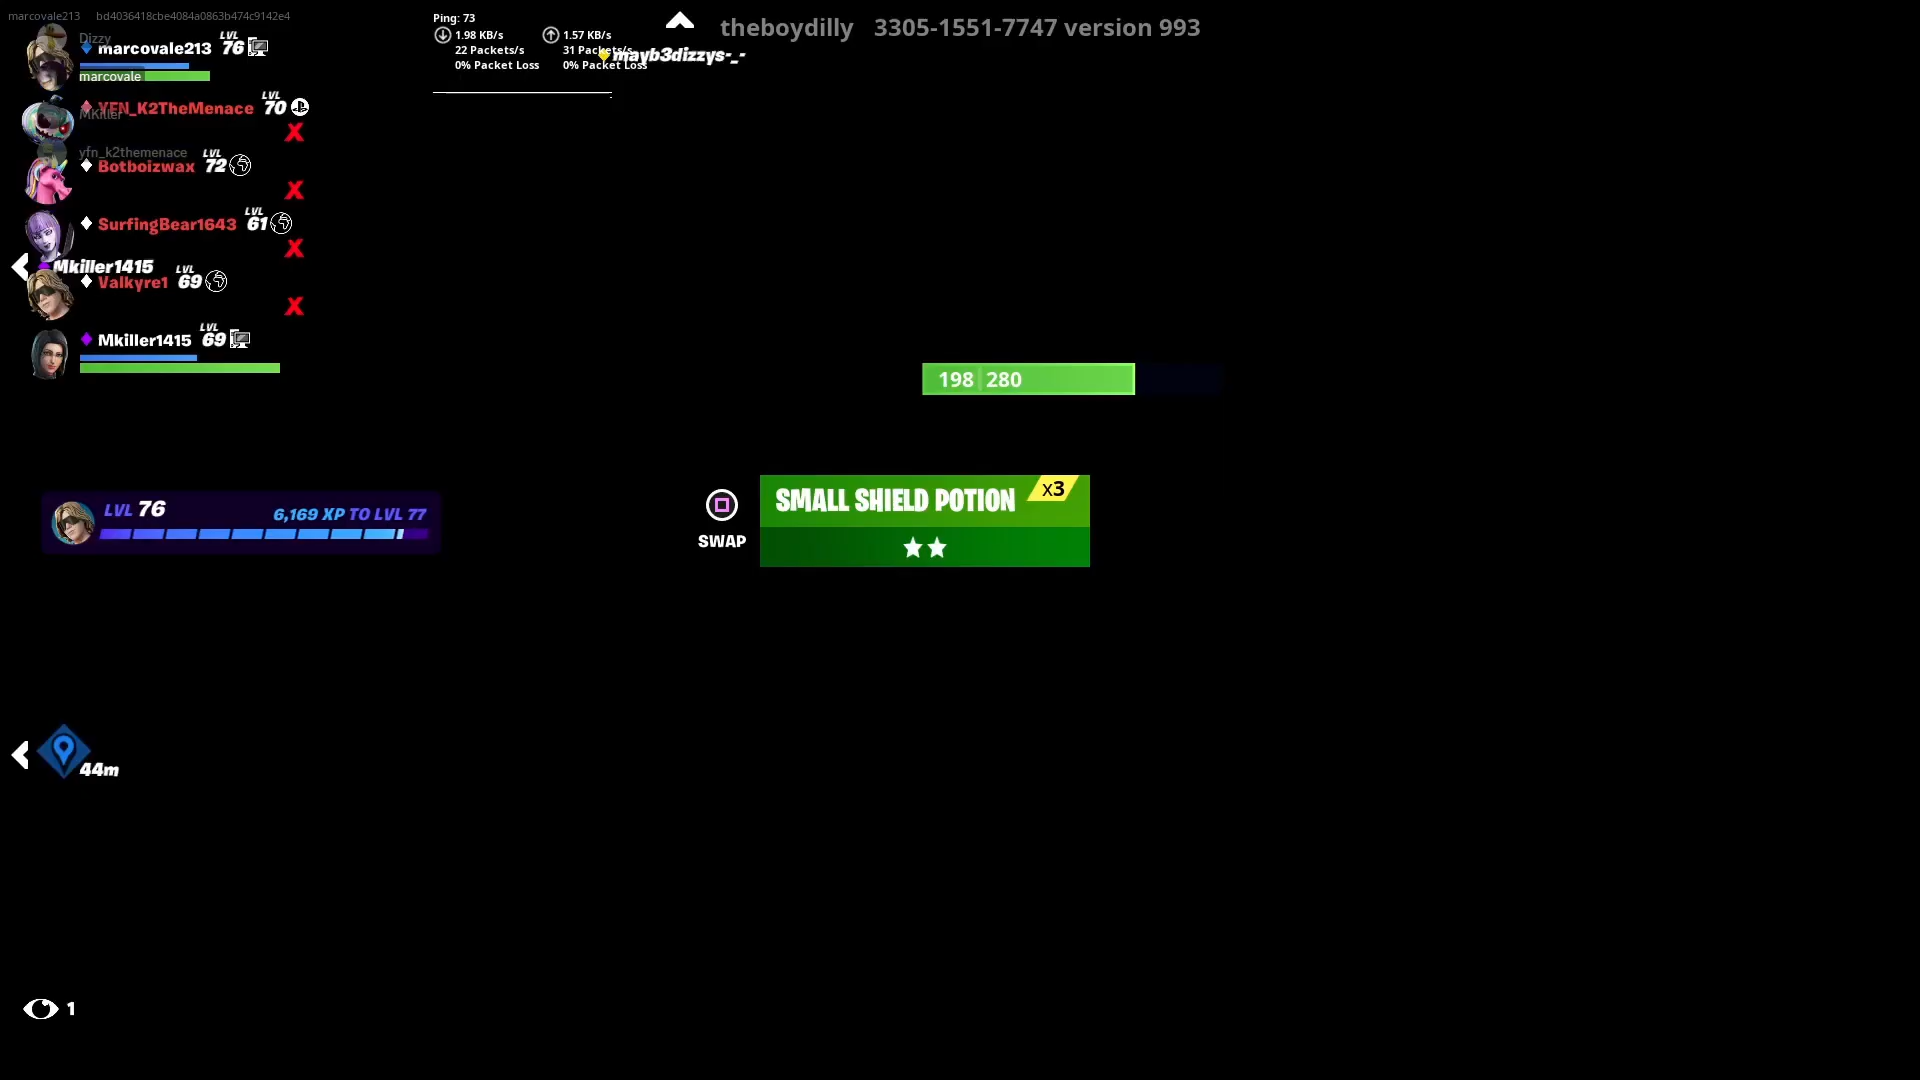 marcovale213 bd4036418cbe4084a0863b474c9142e4
Ping: 73
1.98 KB/s 1.57 KB/s
22 Packets/s 31 Packets/s
0% Packet Loss 0% Packet Loss
mayb3dizzys-_-
theboydilly 3305-1551-7747 version 993
Dizzy
marcovale213 LVL 76
marcovale
YFN_K2TheMenace LVL 70
MKiller
X
yfn_k2themenace
Botboizwax LVL 72
X
SurfingBear1643 LVL 61
X
Mkiller1415
Valkyre1 LVL 69
X
Mkiller1415 LVL 69
198 280
LVL 76
6,169 XP TO LVL 77
SWAP
SMALL SHIELD POTION x3
44m
1